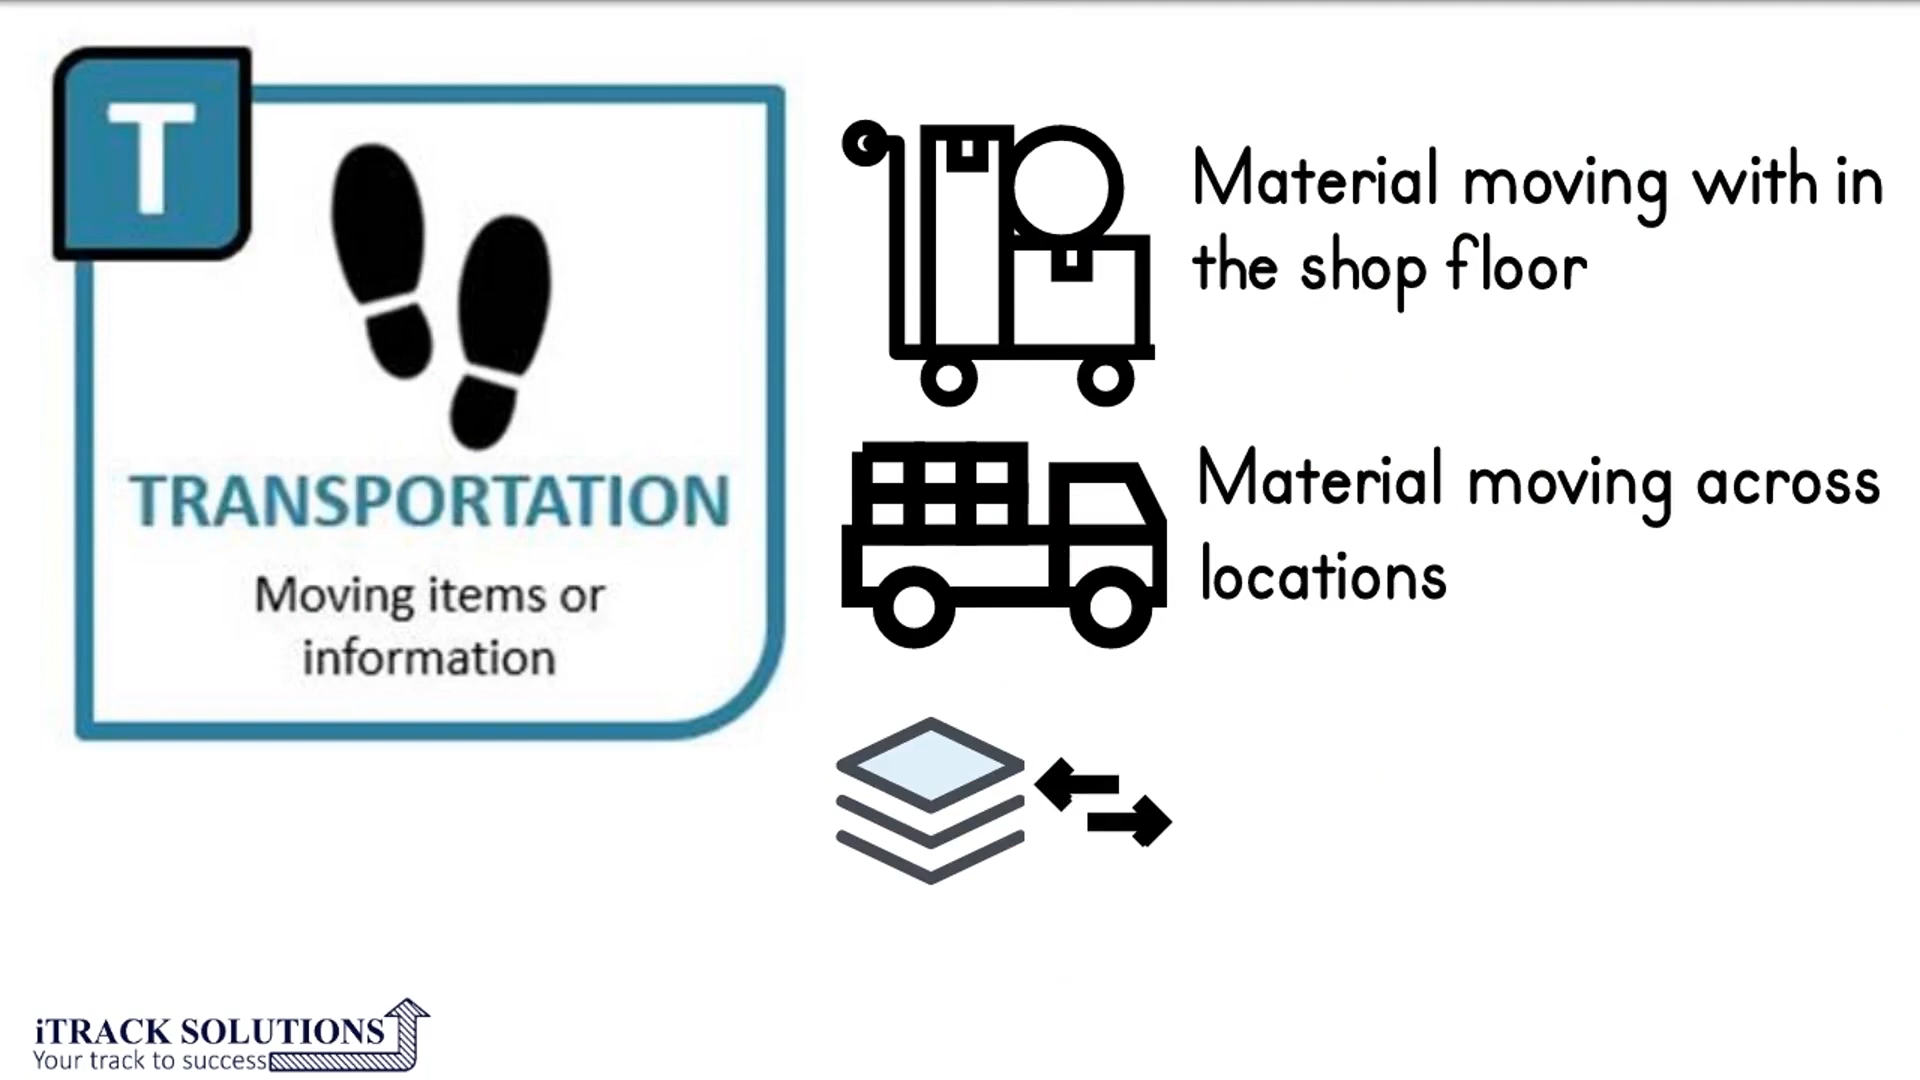 T
TRANSPORTATION
Moving items or
information
Material moving with in
the shop floor
Material moving across
locations
iTRACK SOLUTIONS
Your track to success